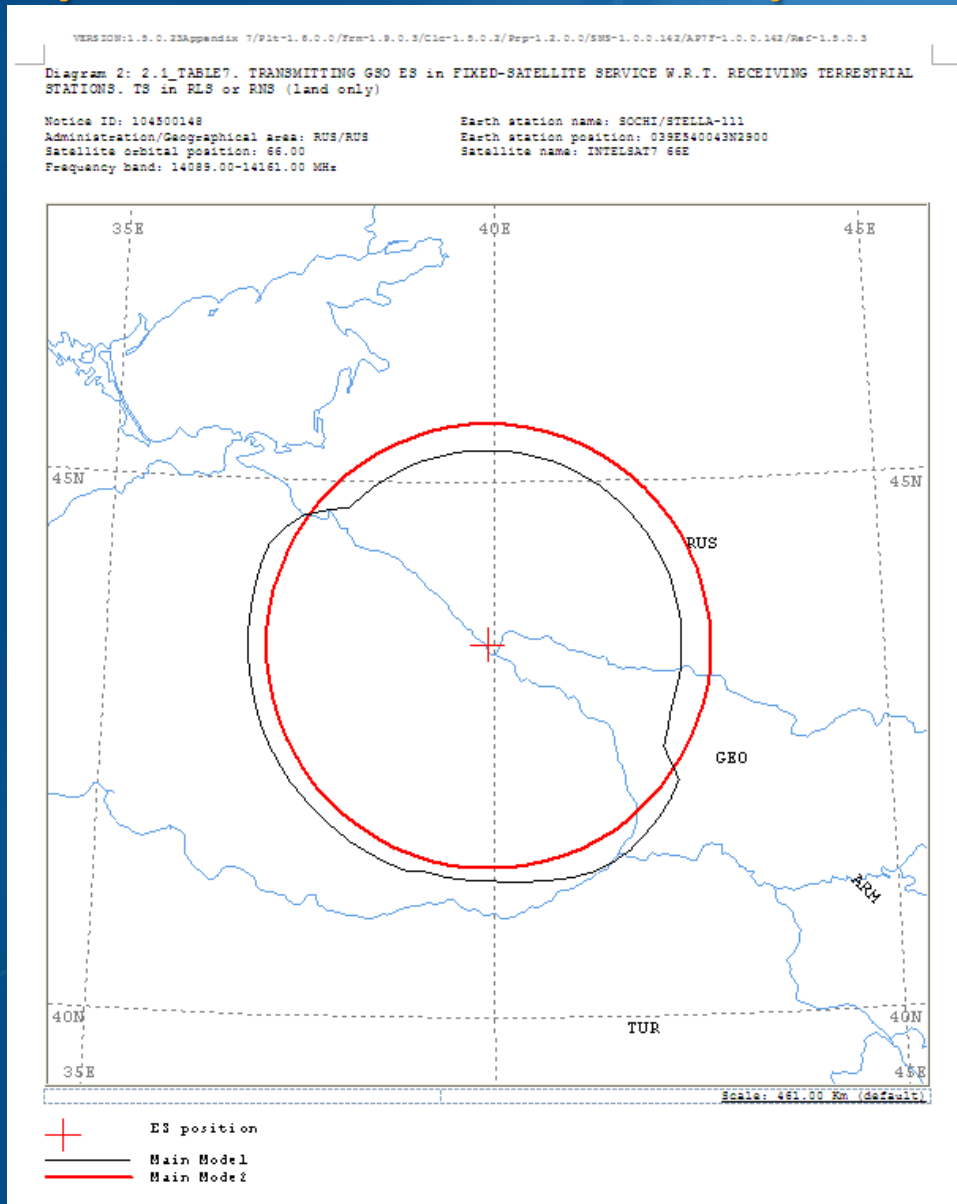 VERSION:1.5.0.23Appendix 7/Plt-1.8.0.0/Frm-1.9.0.3/Clc-1.5.0.2/Prp-1.2.0.0/SNS-1.0.0.142/AP7F-1.0.0.142/Ref-1.5.0.3
Diagram 2: 2.1_TABLE7. TRANSMITTING GSO ES in FIXED-SATELLITE SERVICE W.R.T. RECEIVING TERRESTRIAL
STATIONS. TS in RLS or RNS (land only)
Notice ID: 104500148
Earth station name: SOCHI/STELLA-111
Administration/Geographical area: RUS/RUS
Earth station position: 039E540043N2900
Satellite orbital position: 66.00
Satellite name: INTELSAT7 66E
Frequency band: 14089.00-14161.00 MHz
35E 40E 45E
45N 45N
RUS
GEO
ARM
40N 40N
TUR
35E 45E
Scale: 461.00 Km (default)
ES position
Main Mode1
Main Mode2